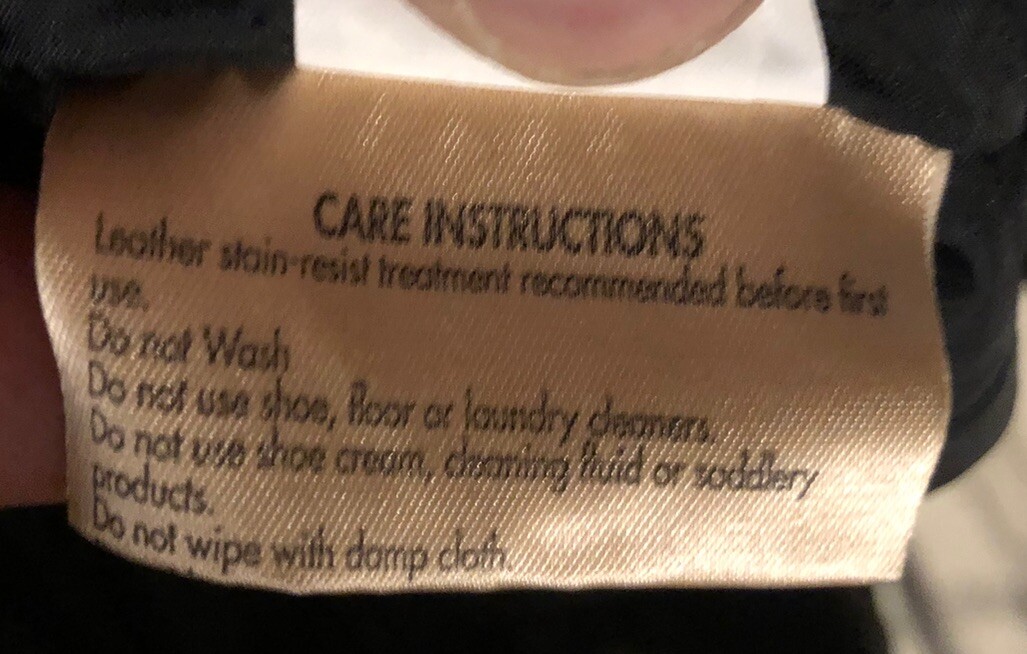 CARE INSTRUCTIONS
Leather stain-resist treatment recommended before first
use.
Do not Wash
Do not use shoe, floor or laundry cleaners.
Do not use shoe cream, cleaning fluid or saddlery
products.
Do not wipe with damp cloth.